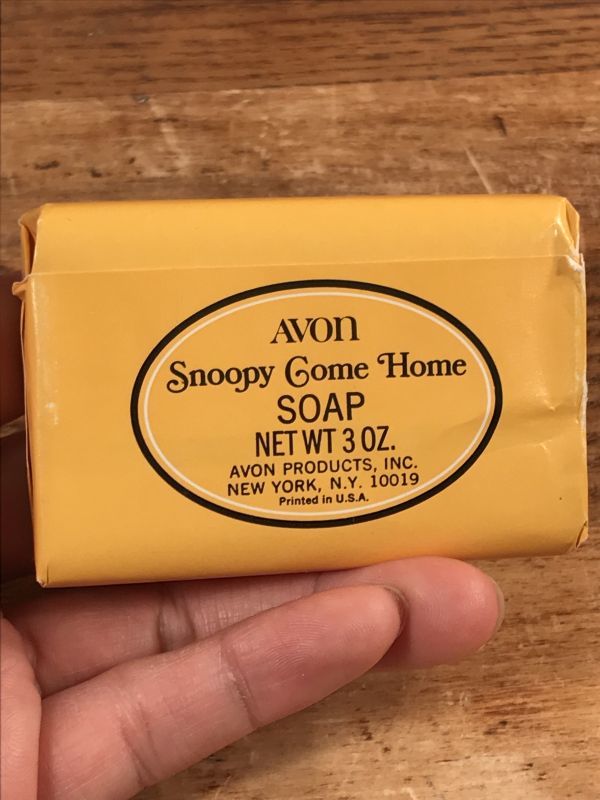 AVON
Snoopy Come Home
SOAP
NET WT 3 OZ.
AVON PRODUCTS, INC.
NEW YORK, N.Y. 10019
Printed in U.S.A.